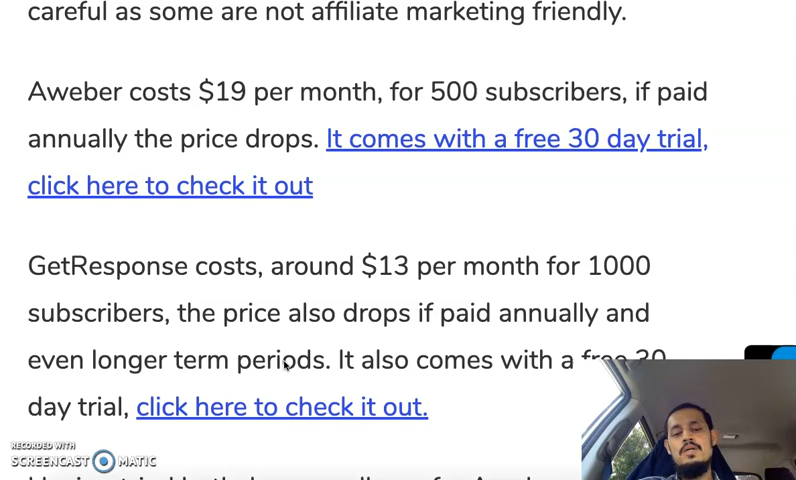 careful as some are not affiliate marketing friendly.
Aweber costs $19 per month, for 500 subscribers, if paid
annually the price drops. It comes with a free 30 day trial,
click here to check it out
GetResponse costs, around $13 per month for 1000
subscribers, the price also drops if paid annually and
even longer term periods. It also comes with a free 30
day trial, click here to check it out.
RECORDED WITH
SCREENCAST MATIC